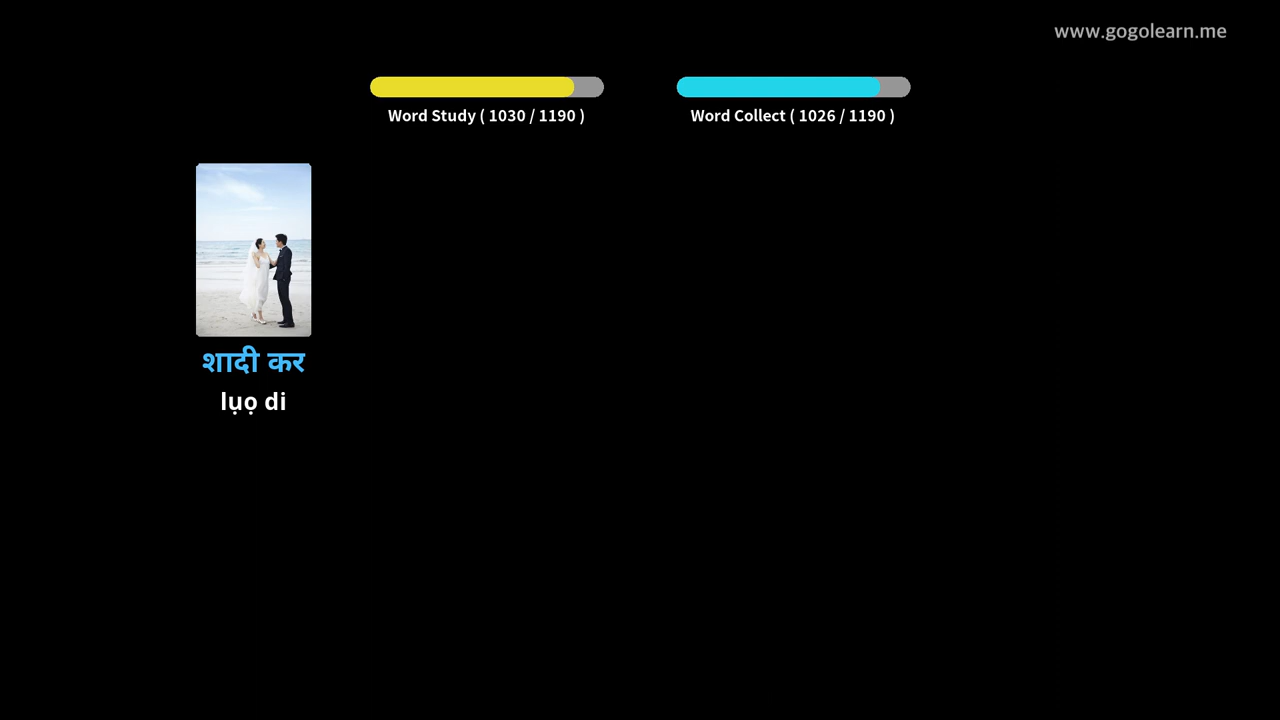 www.gogolearn.me
Word Study ( 1030 / 1190 )
Word Collect ( 1026 / 1190 )
शादी कर
lụọ di